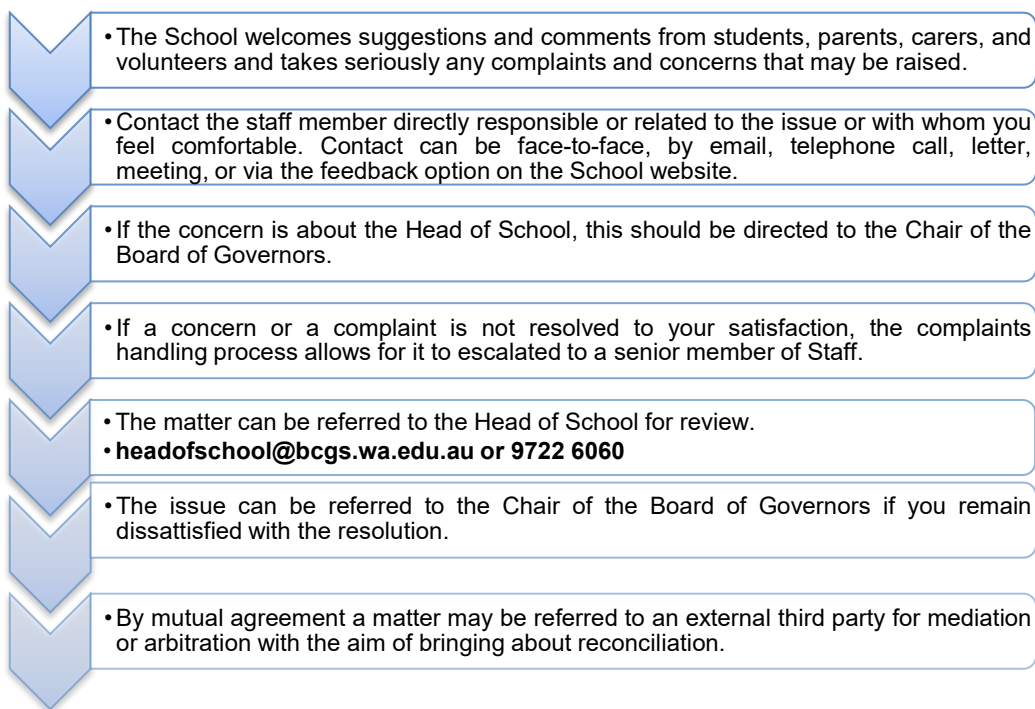 • The School welcomes suggestions and comments from students, parents, carers, and
volunteers and takes seriously any complaints and concerns that may be raised.
• Contact the staff member directly responsible or related to the issue or with whom you
feel comfortable. Contact can be face-to-face, by email, telephone call, letter,
meeting, or via the feedback option on the School website.
• If the concern is about the Head of School, this should be directed to the Chair of the
Board of Governors.
• If a concern or a complaint is not resolved to your satisfaction, the complaints
handling process allows for it to escalated to a senior member of Staff.
• The matter can be referred to the Head of School for review.
• headofschool@bcgs.wa.edu.au or 9722 6060
• The issue can be referred to the Chair of the Board of Governors if you remain
dissattisfied with the resolution.
• By mutual agreement a matter may be referred to an external third party for mediation
or arbitration with the aim of bringing about reconciliation.